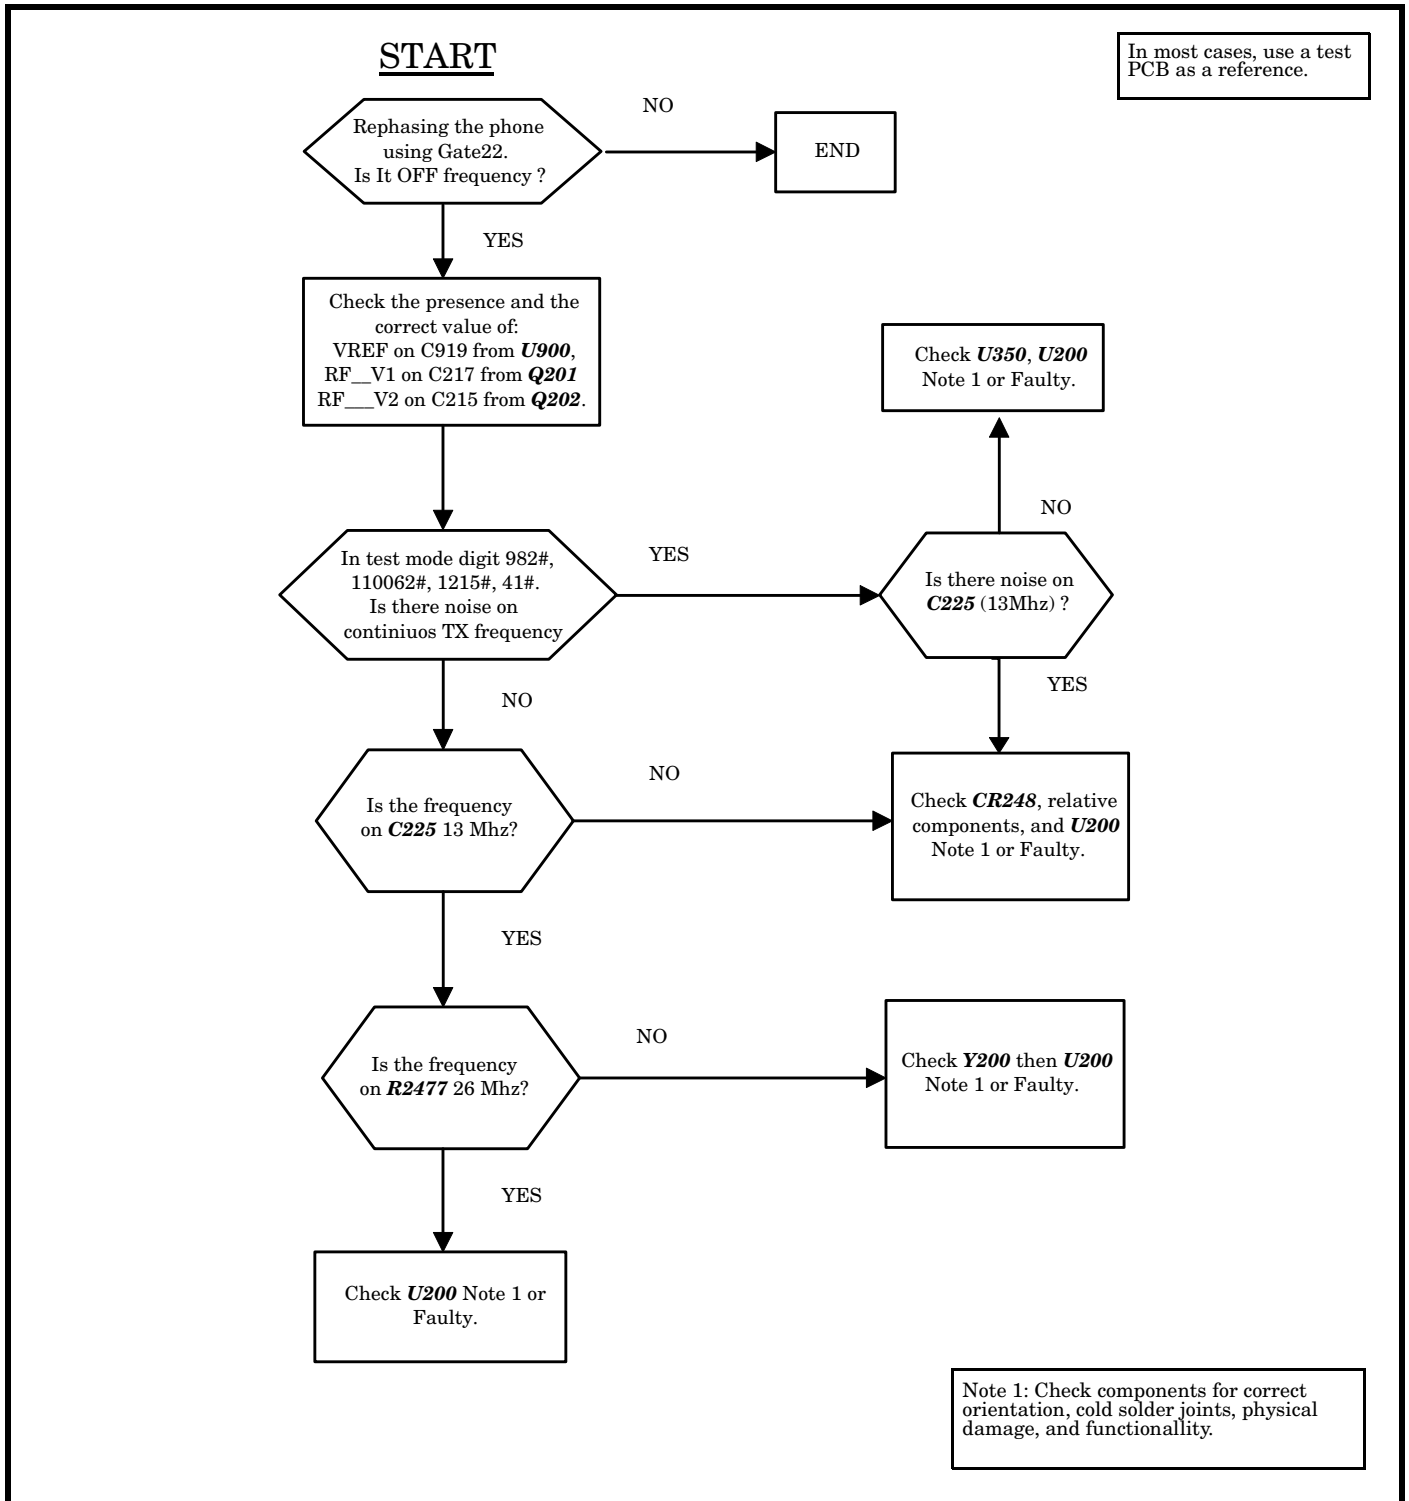 START
In most cases, use a test
PCB as a reference.
Rephasing the phone
using Gate22.
Is It OFF frequency ?
NO
END
YES
Check the presence and the
correct value of:
VREF on C919 from U900,
RF__V1 on C217 from Q201
RF___V2 on C215 from Q202.
Check U350, U200
Note 1 or Faulty.
NO
In test mode digit 982#,
110062#, 1215#, 41#.
Is there noise on
continiuos TX frequency
YES
Is there noise on
C225 (13Mhz) ?
YES
NO
Is the frequency
on C225 13 Mhz?
NO
Check CR248, relative
components, and U200
Note 1 or Faulty.
YES
Is the frequency
on R2477 26 Mhz?
NO
Check Y200 then U200
Note 1 or Faulty.
YES
Check U200 Note 1 or
Faulty.
Note 1: Check components for correct
orientation, cold solder joints, physical
damage, and functionallity.